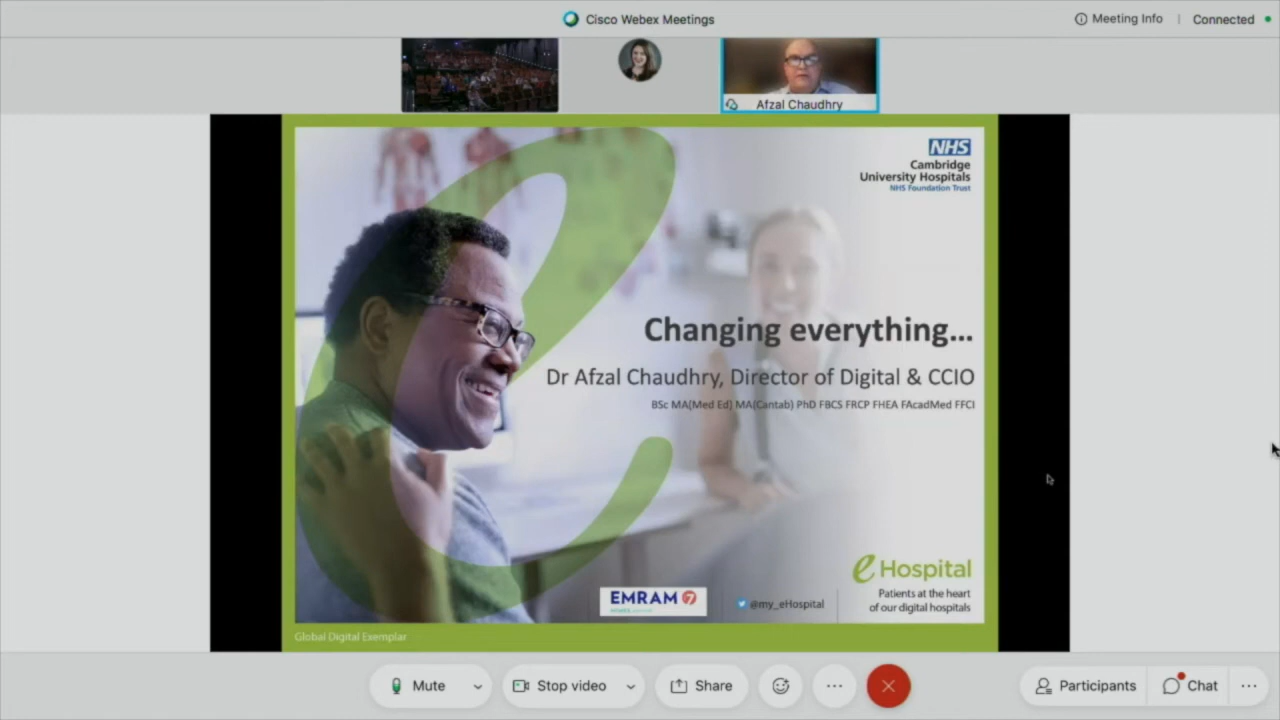 Cisco Webex Meetings
Meeting Info
Connected
Afzal Chaudhry
NHS
Cambridge
University Hospitals
NHS Foundation Trust
Changing everything...
Dr Afzal Chaudhry, Director of Digital & CCIO
BSc MA(Med Ed) MA(Cantab) PhD FBCS FRCP FHEA FAcadMed FFCI
e Hospital
EMRAM 7
@my_eHospital
Patients at the heart
of our digital hospitals
Global Digital Exemplar
Mute
Stop video
Share
Participants
Chat